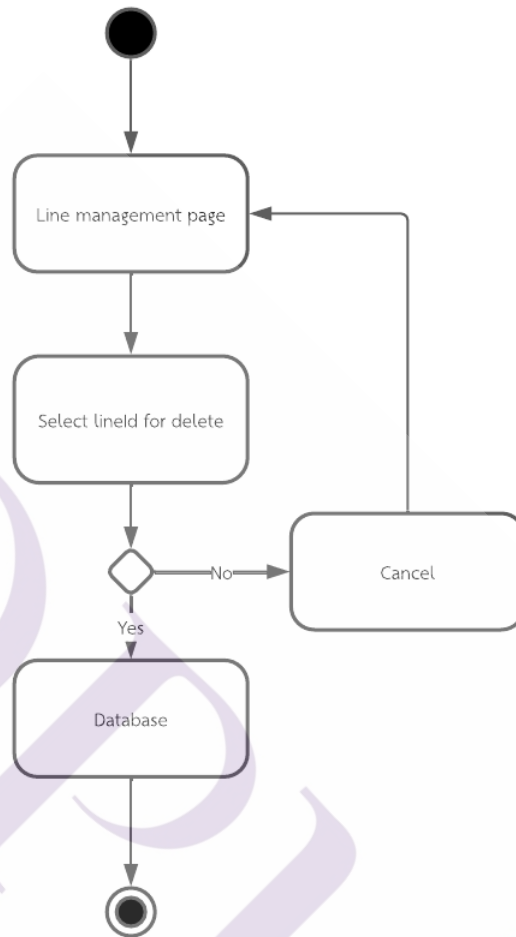 Line management page
Select lineId for delete
No
Cancel
Yes
Database